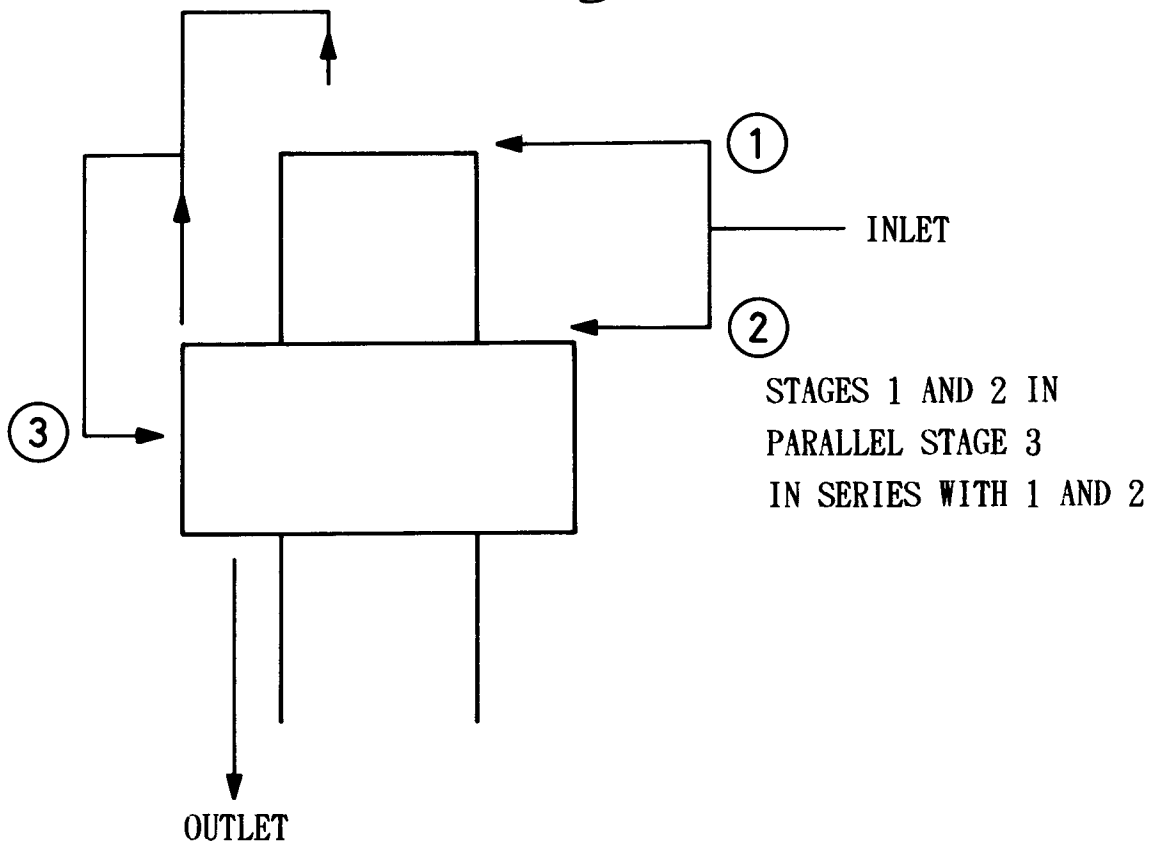 1
INLET
2
STAGES 1 AND 2 IN
PARALLEL STAGE 3
IN SERIES WITH 1 AND 2
3
OUTLET